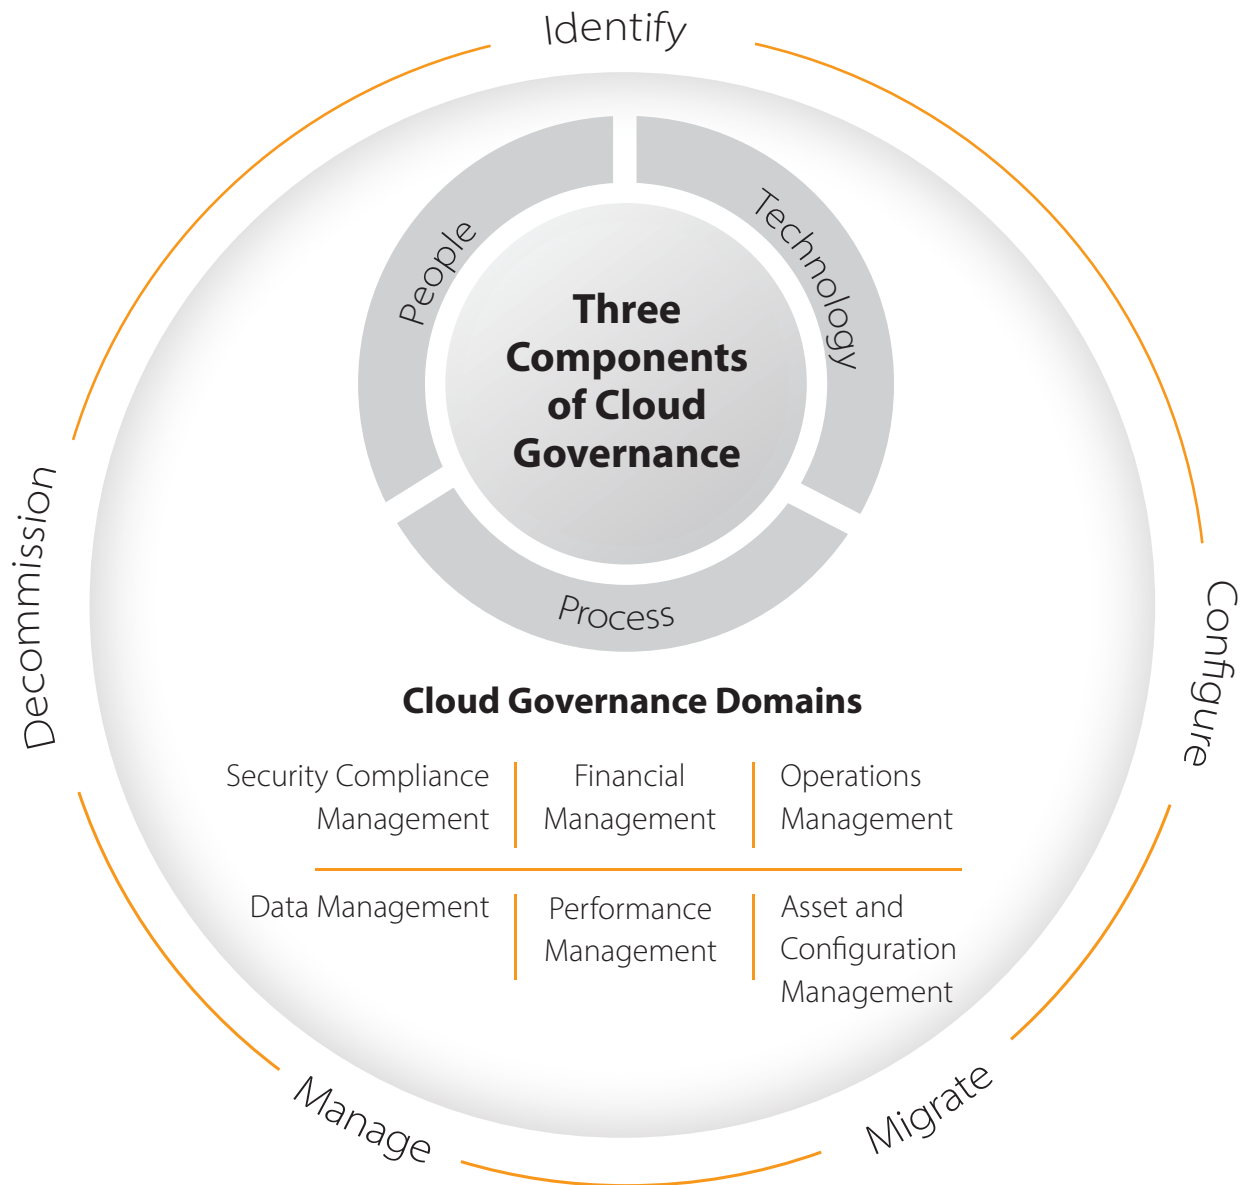 Identify
People
Technology
Three
Components
of Cloud
Governance
Process
Decommission
Configure
Cloud Governance Domains
Security Compliance
Management
Financial
Management
Operations
Management
Data Management
Performance
Management
Asset and
Configuration
Management
Manage
Migrate